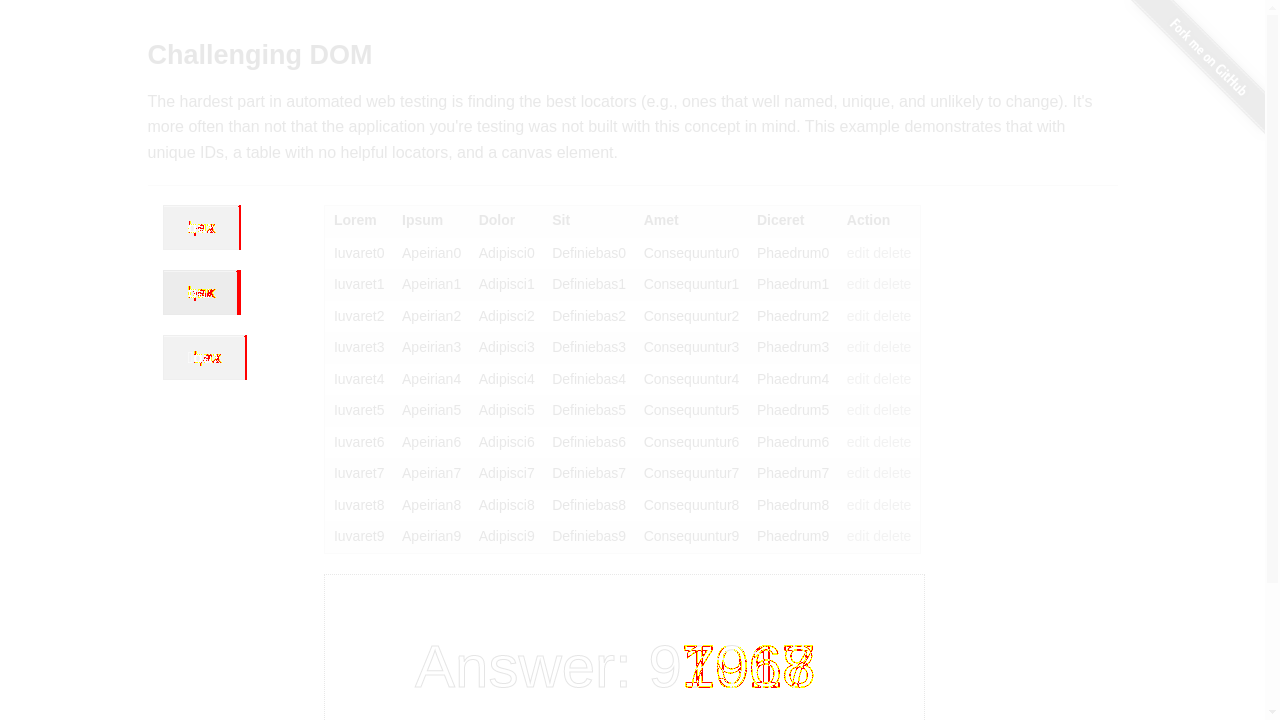 Fork me on GitHub
Challenging DOM
The hardest part in automated web testing is finding the best locators (e.g., ones that well named, unique, and unlikely to change). It's
more often than not that the application you're testing was not built with this concept in mind. This example demonstrates that with
unique IDs, a table with no helpful locators, and a canvas element.
Lorem Ipsum Dolor Sit Amet Diceret Action
Iuvaret0 Apeirian0 Adipisci0 Definiebas0 Consequuntur0 Phaedrum0 edit delete
Iuvaret1 Apeirian1 Adipisci1 Definiebas1 Consequuntur1 Phaedrum1 edit delete
Iuvaret2 Apeirian2 Adipisci2 Definiebas2 Consequuntur2 Phaedrum2 edit delete
Iuvaret3 Apeirian3 Adipisci3 Definiebas3 Consequuntur3 Phaedrum3 edit delete
Iuvaret4 Apeirian4 Adipisci4 Definiebas4 Consequuntur4 Phaedrum4 edit delete
Iuvaret5 Apeirian5 Adipisci5 Definiebas5 Consequuntur5 Phaedrum5 edit delete
Iuvaret6 Apeirian6 Adipisci6 Definiebas6 Consequuntur6 Phaedrum6 edit delete
Iuvaret7 Apeirian7 Adipisci7 Definiebas7 Consequuntur7 Phaedrum7 edit delete
Iuvaret8 Apeirian8 Adipisci8 Definiebas8 Consequuntur8 Phaedrum8 edit delete
Iuvaret9 Apeirian9 Adipisci9 Definiebas9 Consequuntur9 Phaedrum9 edit delete
Answer: